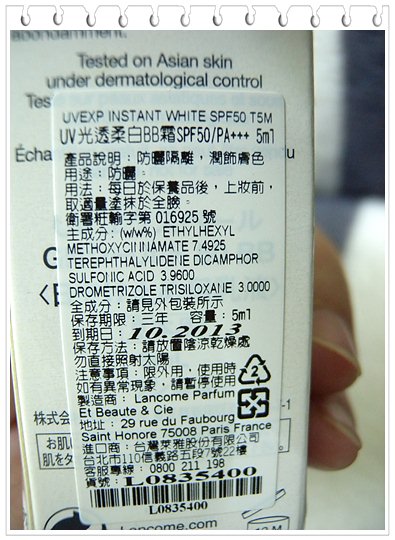 abondamment.
Tested on Asian skin
under dermatological control
UVEXP INSTANT WHITE SPF50 T5M
UV光透柔白BB霜SPF50/PA+++ 5ml
產品說明：防曬隔離，潤飾膚色
用途：防曬。
用法：每日於保養品後，上妝前，
取適量塗抹於全臉。
衛署粧輸字第 016925 號
主成分：(w/w%) ETHYLHEXYL
METHOXYCINNAMATE 7.4925
TEREPHTHALYLIDENE DICAMPHOR
SULFONIC ACID 3.9600
DROMETRIZOLE TRISILOXANE 3.0000
全成分：請見外包裝所示
保存期限：三年 容量：5ml
到期日：10.2013
保存方法：請放置陰涼乾燥處
勿直接照射太陽
注意事項：限外用，使用時
如有異常現象，請暫停使用
製造商：Lancome Parfum
Et Beaute & Cie
地址：29 rue du Faubourg
Saint Honore 75008 Paris France
進口商：台灣萊雅股份有限公司
台北市110信義路五段7號22樓
客服專線：0800 211 198
貨號：L0835400
L0835400
株式会
お肌
肌をタ
Lancome.com
12 M